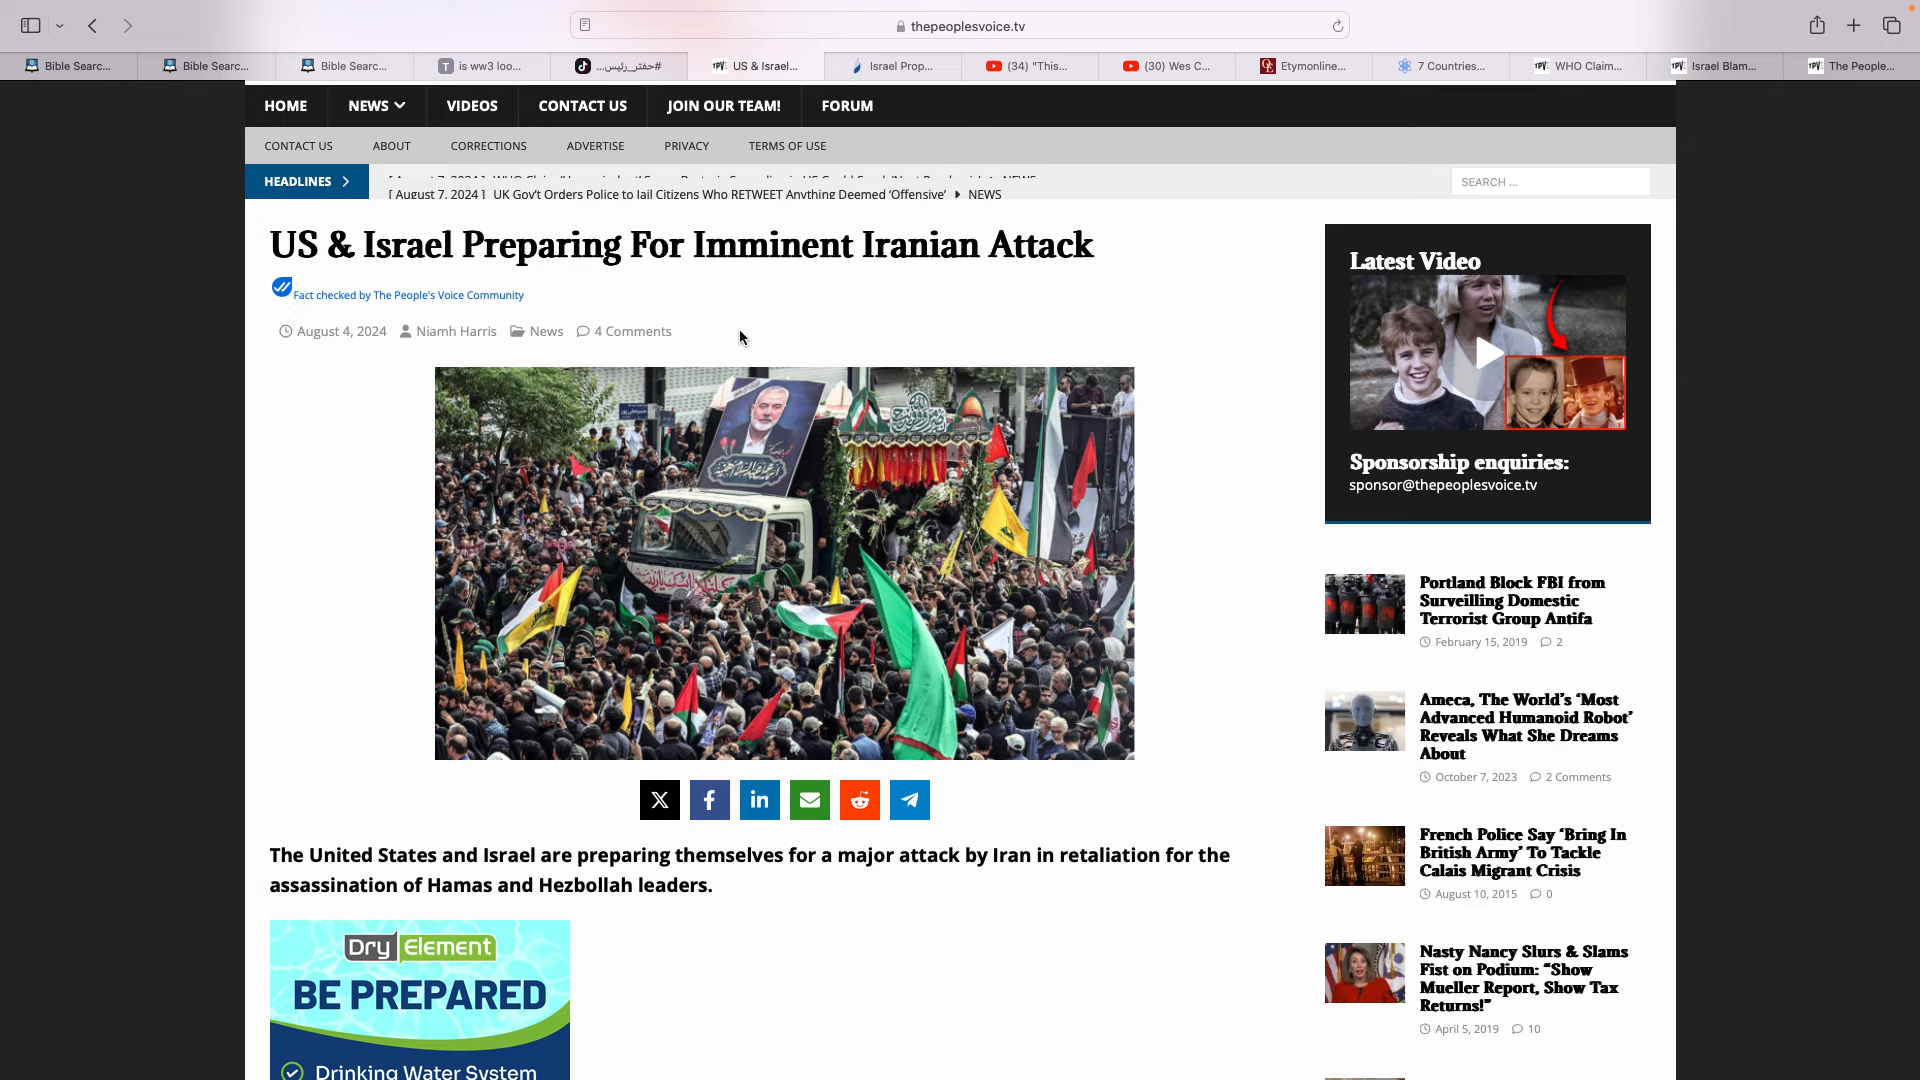 thepeoplesvoice.tv
Bible Searc...
Bible Searc...
Bible Searc...
is ww3 loo...
#حفتر_رئيس...
US & Israel...
Israel Prop...
(34) "This...
(30) Wes C...
Etymonline...
7 Countries...
WHO Claim...
Israel Blam...
The People...
HOME
NEWS
VIDEOS
CONTACT US
JOIN OUR TEAM!
FORUM
CONTACT US
ABOUT
CORRECTIONS
ADVERTISE
PRIVACY
TERMS OF USE
HEADLINES
[ August 7, 2024 ] UK Gov't Orders Police to Jail Citizens Who RETWEET Anything Deemed 'Offensive' NEWS
SEARCH ...
US & Israel Preparing For Imminent Iranian Attack
Fact checked by The People's Voice Community
August 4, 2024 Niamh Harris News 4 Comments
The United States and Israel are preparing themselves for a major attack by Iran in retaliation for the
assassination of Hamas and Hezbollah leaders.
Dry Element
BE PREPARED
Drinking Water System
Latest Video
Sponsorship enquiries:
sponsor@thepeoplesvoice.tv
Portland Block FBI from
Surveilling Domestic
Terrorist Group Antifa
February 15, 2019 2
Ameca, The World's 'Most
Advanced Humanoid Robot'
Reveals What She Dreams
About
October 7, 2023 2 Comments
French Police Say 'Bring In
British Army' To Tackle
Calais Migrant Crisis
August 10, 2015 0
Nasty Nancy Slurs & Slams
Fist on Podium: "Show
Mueller Report, Show Tax
Returns!"
April 5, 2019 10